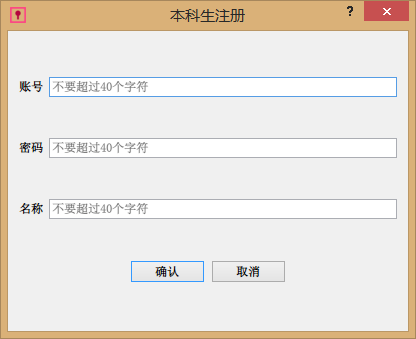 本科生注册
?
账号 不要超过40个字符
密码 不要超过40个字符
名称 不要超过40个字符
确认 取消